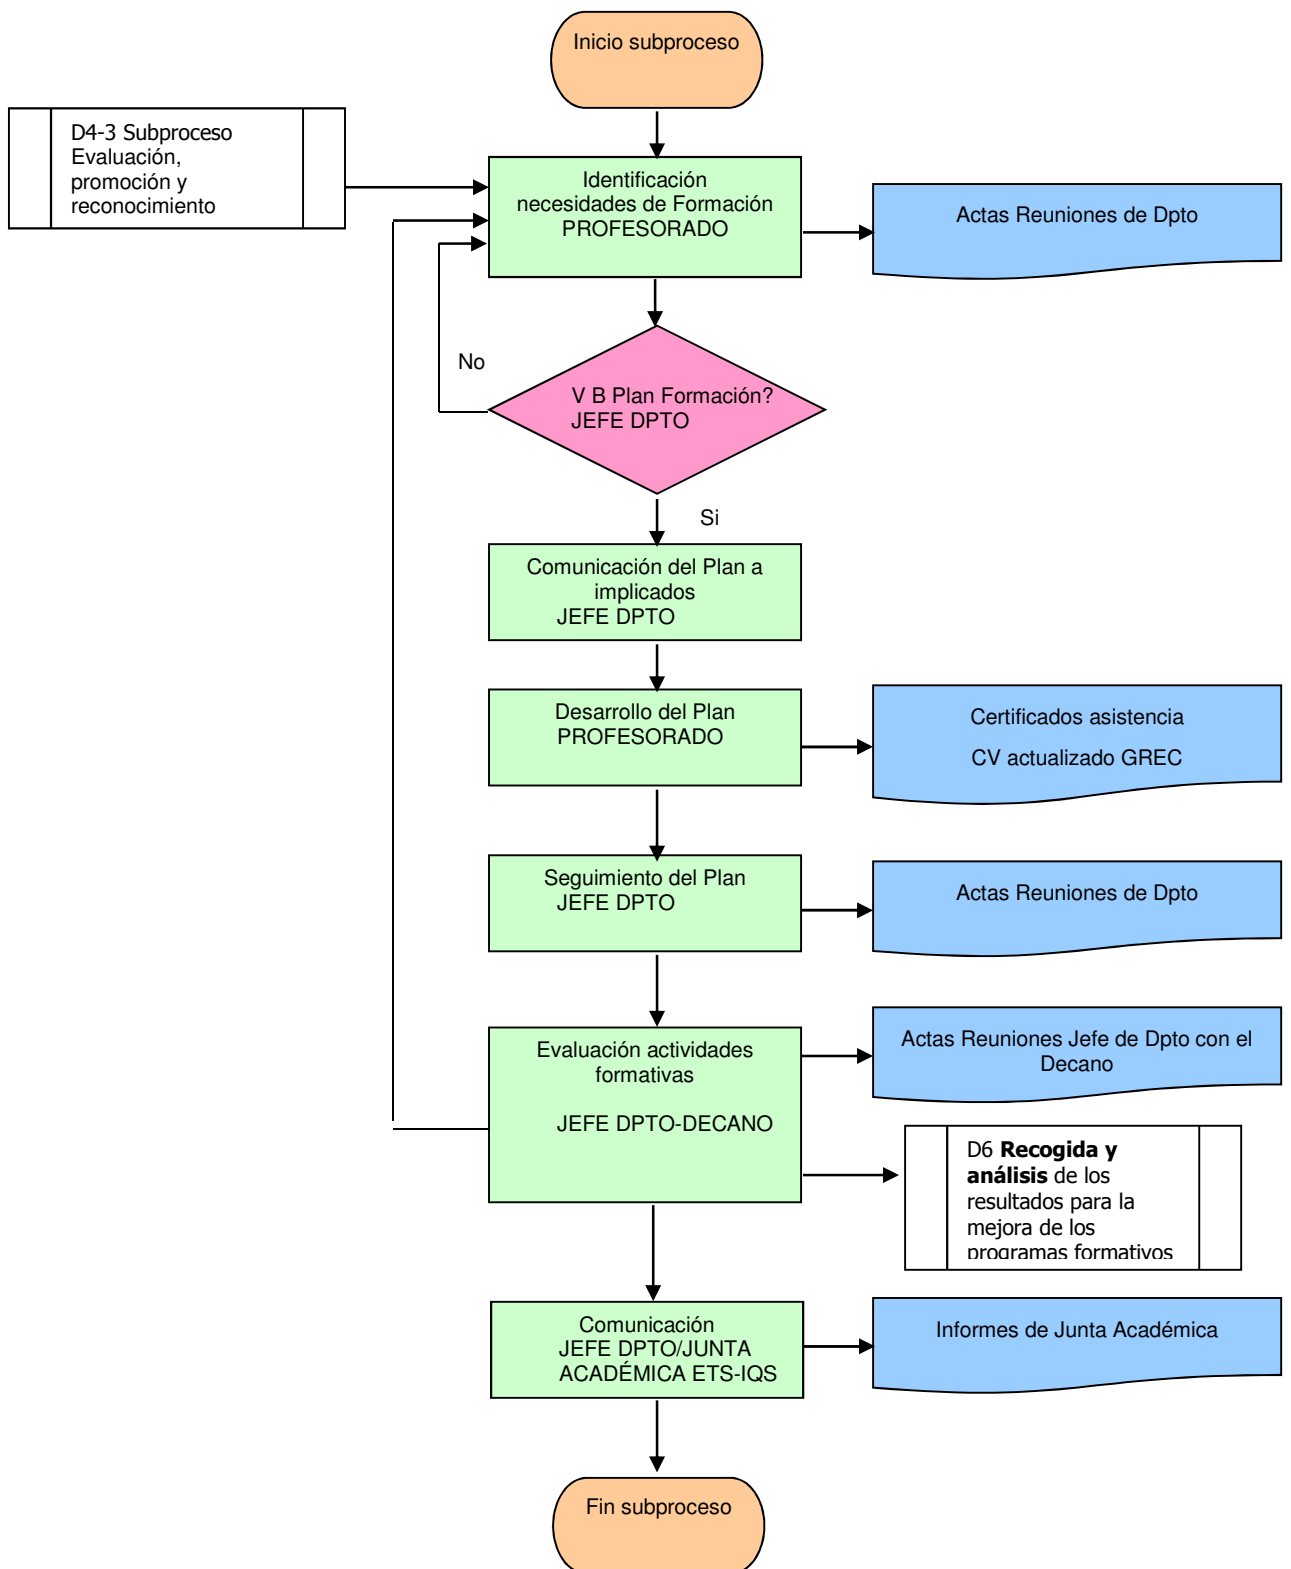 Inicio subproceso
D4-3 Subproceso
Evaluación,
promoción y
reconocimiento
Identificación
necesidades de Formación
PROFESORADO
Actas Reuniones de Dpto
No
V B Plan Formación?
JEFE DPTO
Si
Comunicación del Plan a
implicados
JEFE DPTO
Desarrollo del Plan
PROFESORADO
Certificados asistencia
CV actualizado GREC
Seguimiento del Plan
JEFE DPTO
Actas Reuniones de Dpto
Evaluación actividades
formativas
JEFE DPTO-DECANO
Actas Reuniones Jefe de Dpto con el
Decano
D6 Recogida y
análisis de los
resultados para la
mejora de los
programas formativos
Comunicación
JEFE DPTO/JUNTA
ACADÉMICA ETS-IQS
Informes de Junta Académica
Fin subproceso